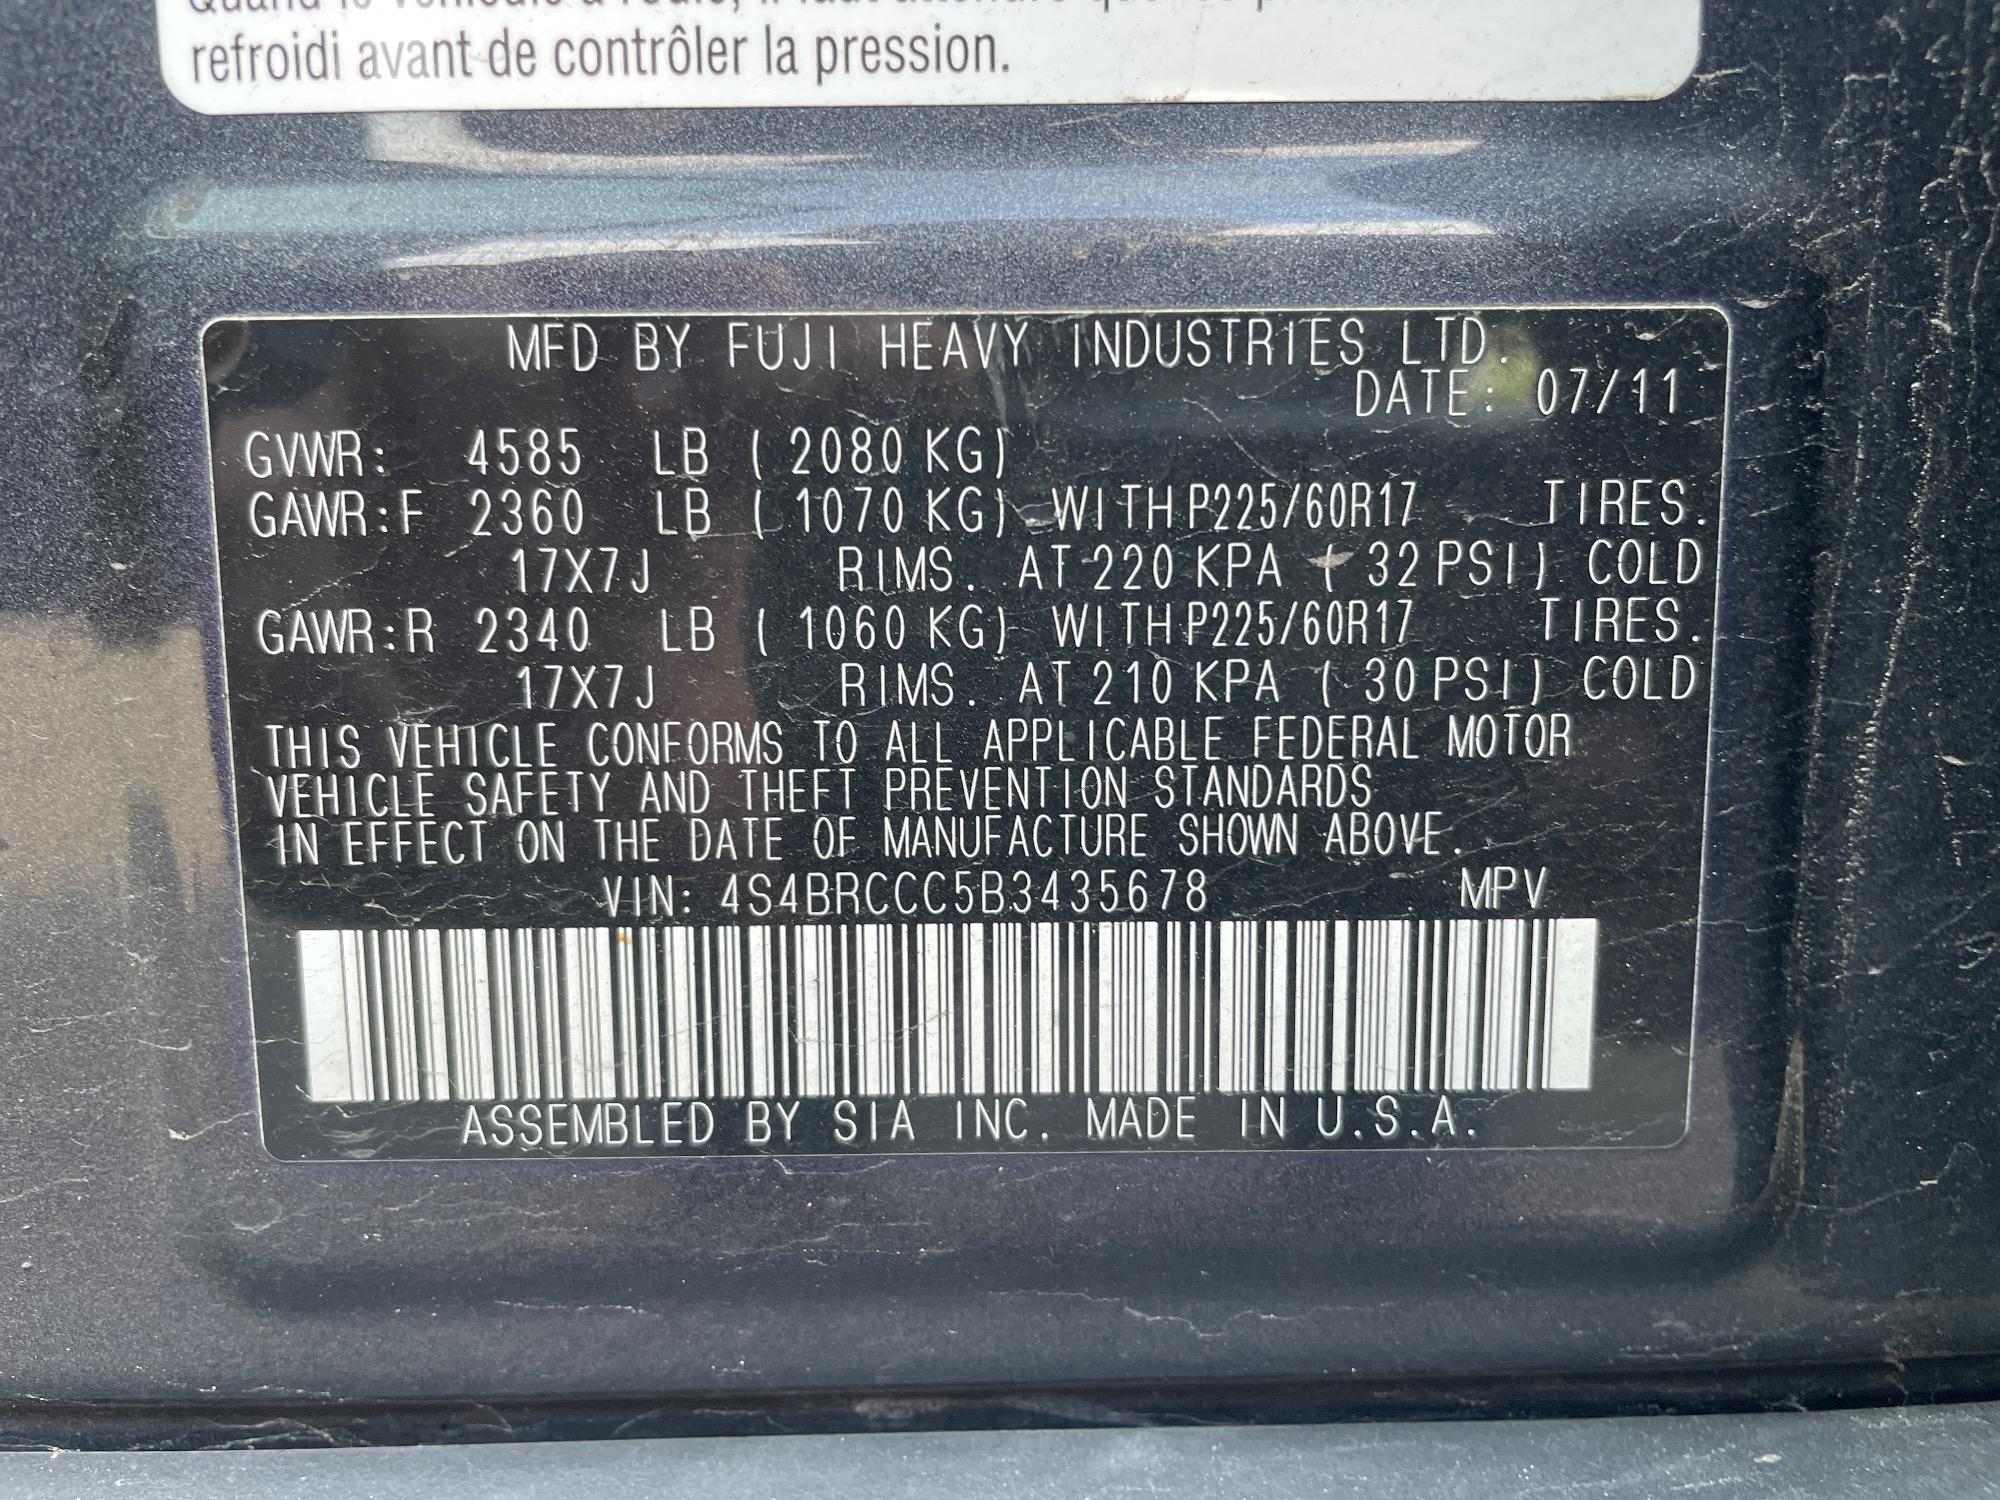 refroidi avant de contrôler la pression.
MFD BY FUJI HEAVY INDUSTRIES LTD.
DATE: 07/11
GVWR: 4585 LB ( 2080 KG)
GAWR:F 2360 LB ( 1070 KG) WITH P225/60R17 TIRES.
17X7J RIMS. AT 220 KPA ( 32 PSI) COLD
GAWR:R 2340 LB ( 1060 KG) WITH P225/60R17 TIRES.
17X7J RIMS. AT 210 KPA ( 30 PSI) COLD
THIS VEHICLE CONFORMS TO ALL APPLICABLE FEDERAL MOTOR
VEHICLE SAFETY AND THEFT PREVENTION STANDARDS
IN EFFECT ON THE DATE OF MANUFACTURE SHOWN ABOVE.
VIN: 4S4BRCCC5B3435678 MPV
ASSEMBLED BY SIA INC. MADE IN U.S.A.